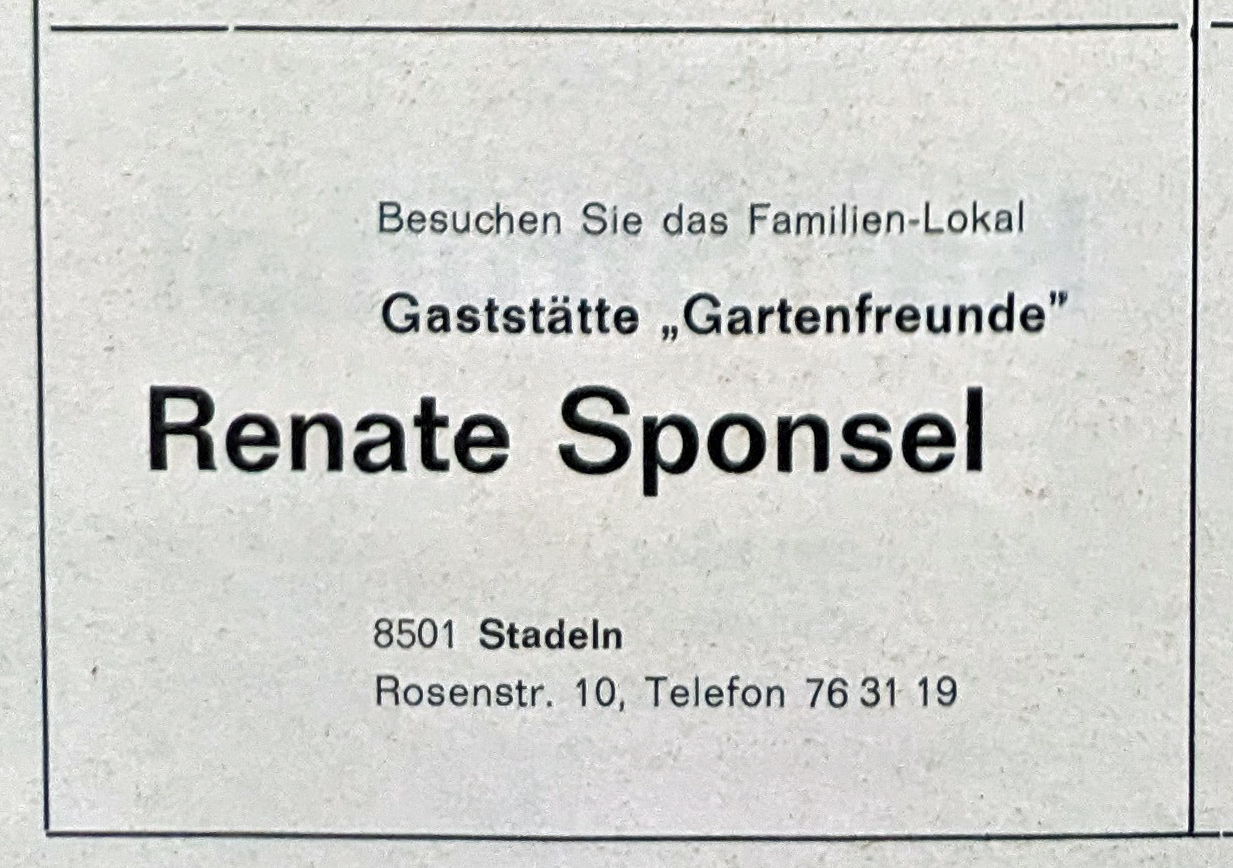 Besuchen Sie das Familien-Lokal
Gaststätte „Gartenfreunde”
Renate Sponsel
8501 Stadeln
Rosenstr. 10, Telefon 76 31 19